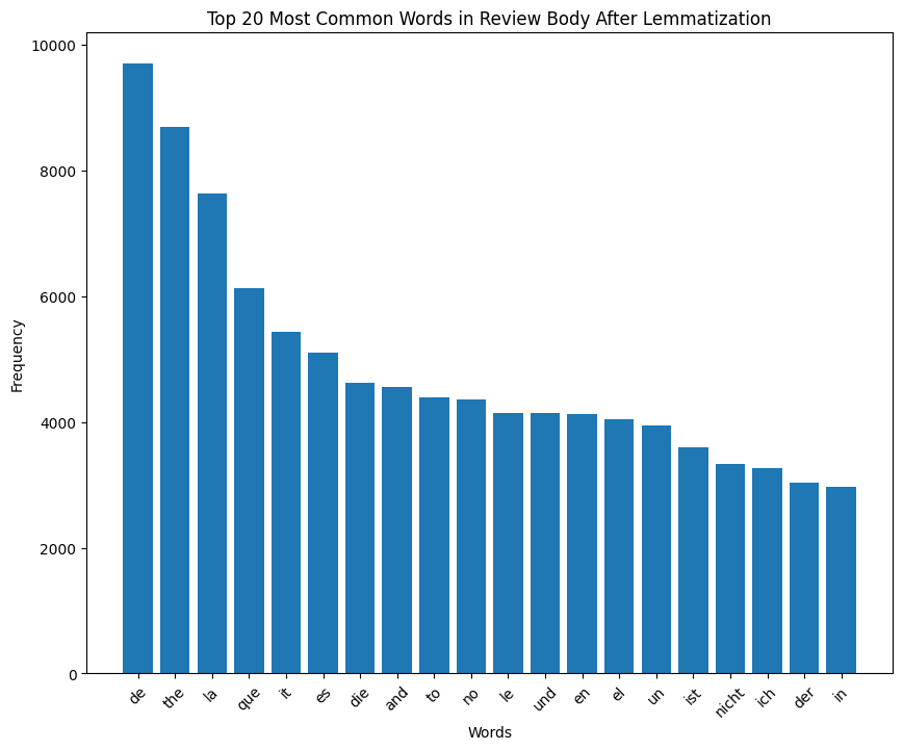 Top 20 Most Common Words in Review Body After Lemmatization
10000
8000
6000
4000
2000
0
Frequency
de the la que it es die and to no le und en el un ist nicht ich der in
Words